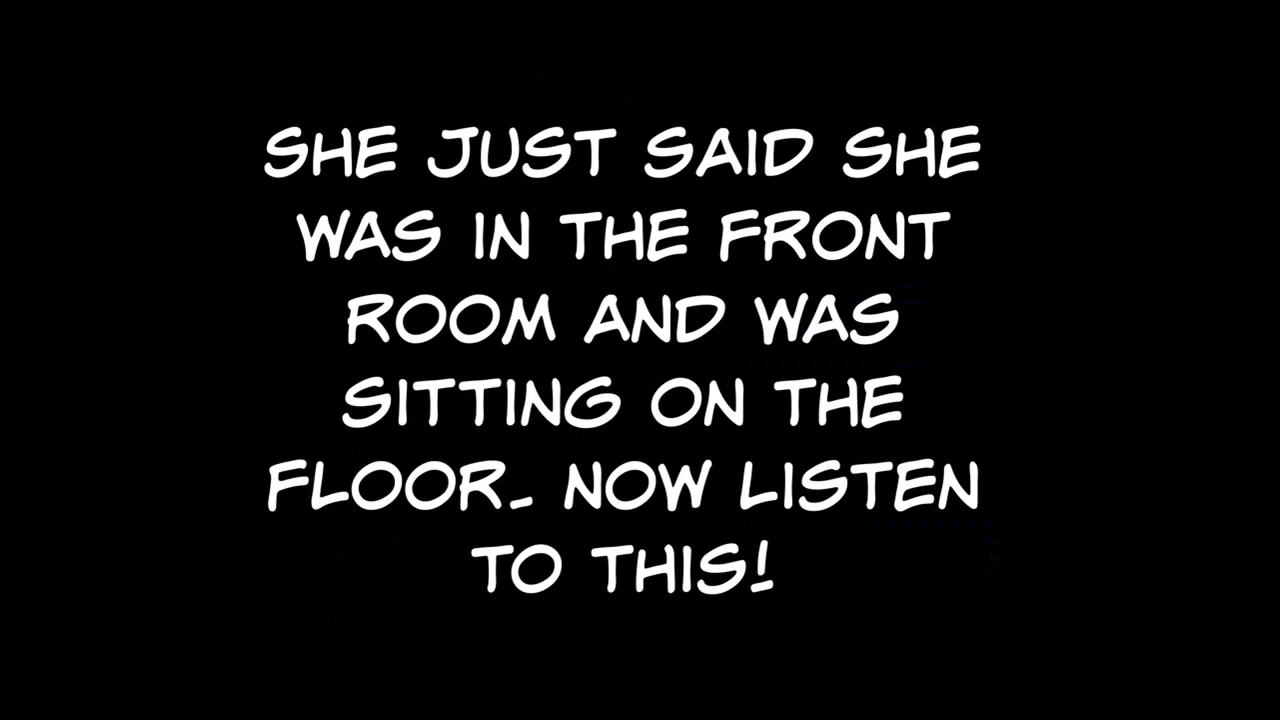 SHE JUST SAID SHE
WAS IN THE FRONT
ROOM AND WAS
SITTING ON THE
FLOOR. NOW LISTEN
TO THIS!